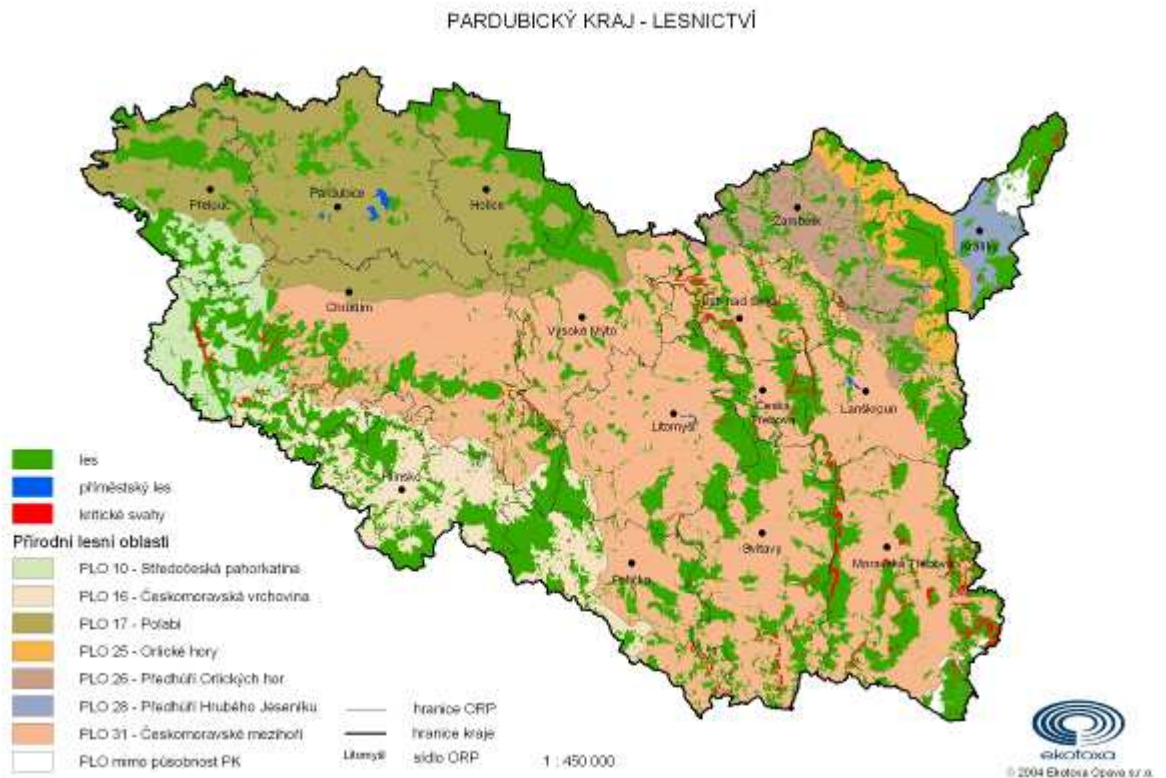 PARDUBICKÝ KRAJ - LESNICTVÍ
Přelouč
Pardubice
Holice
Žamberk
Králíky
Chrudim
Vysoké Mýto
Ústí nad Orlicí
Česká
Třebová
Lanškroun
Litomyšl
Hlinsko
Svitavy
Moravská Třebová
Polička
les
příměstský les
kritické svahy
Přírodní lesní oblasti
PLO 10 - Středočeská pahorkatina
PLO 16 - Českomoravská vrchovina
PLO 17 - Polabí
PLO 25 - Orlické hory
PLO 26 - Předhůří Orlických hor
PLO 28 - Předhůří Hrubého Jeseníku
PLO 31 - Českomoravské mezihoří
PLO mimo působnost PK
hranice ORP
hranice kraje
Litomyšl sídlo ORP
1 : 450 000
ekotoxa
© 2004 Ekotoxa Opava s.r.o.